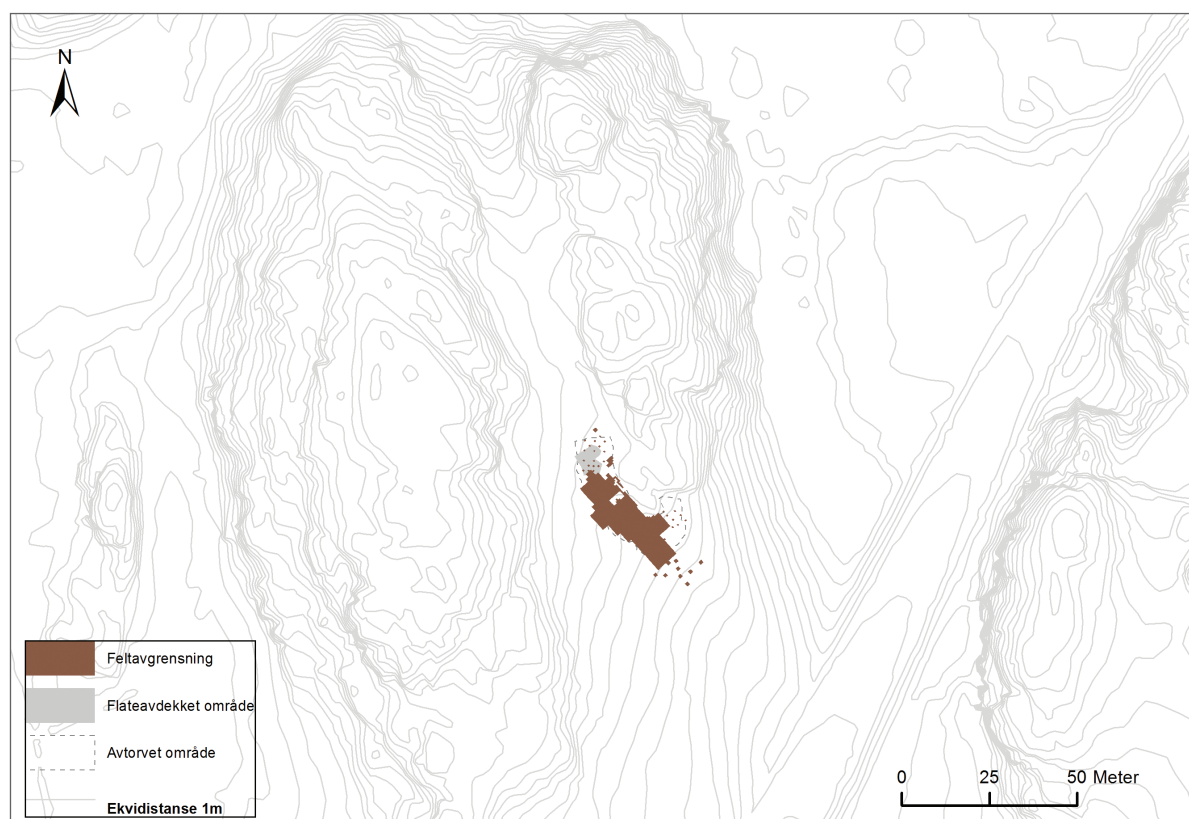 N
Feltavgrensning
Flateavdekket område
Avtorvet område
Ekvidistanse 1m
0 25 50 Meter